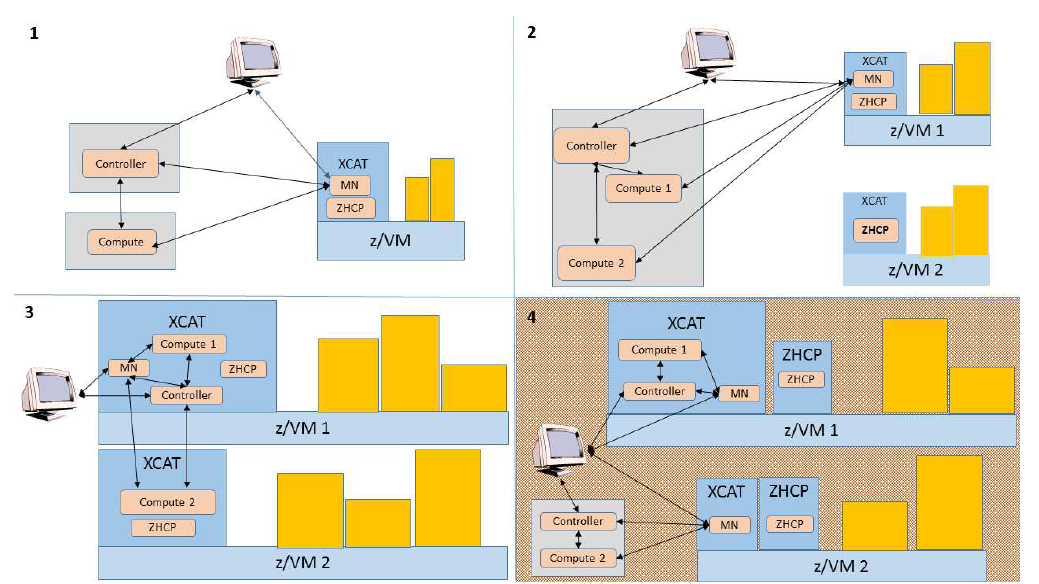 1
Controller
Compute
XCAT
MN
ZHCP
z/VM
2
Controller
Compute 1
Compute 2
XCAT
MN
ZHCP
z/VM 1
XCAT
ZHCP
z/VM 2
3
XCAT
Compute 1
MN
ZHCP
Controller
z/VM 1
XCAT
Compute 2
ZHCP
z/VM 2
4
XCAT
Compute 1
Controller
MN
ZHCP
ZHCP
z/VM 1
Controller
Compute 2
XCAT
MN
ZHCP
ZHCP
z/VM 2